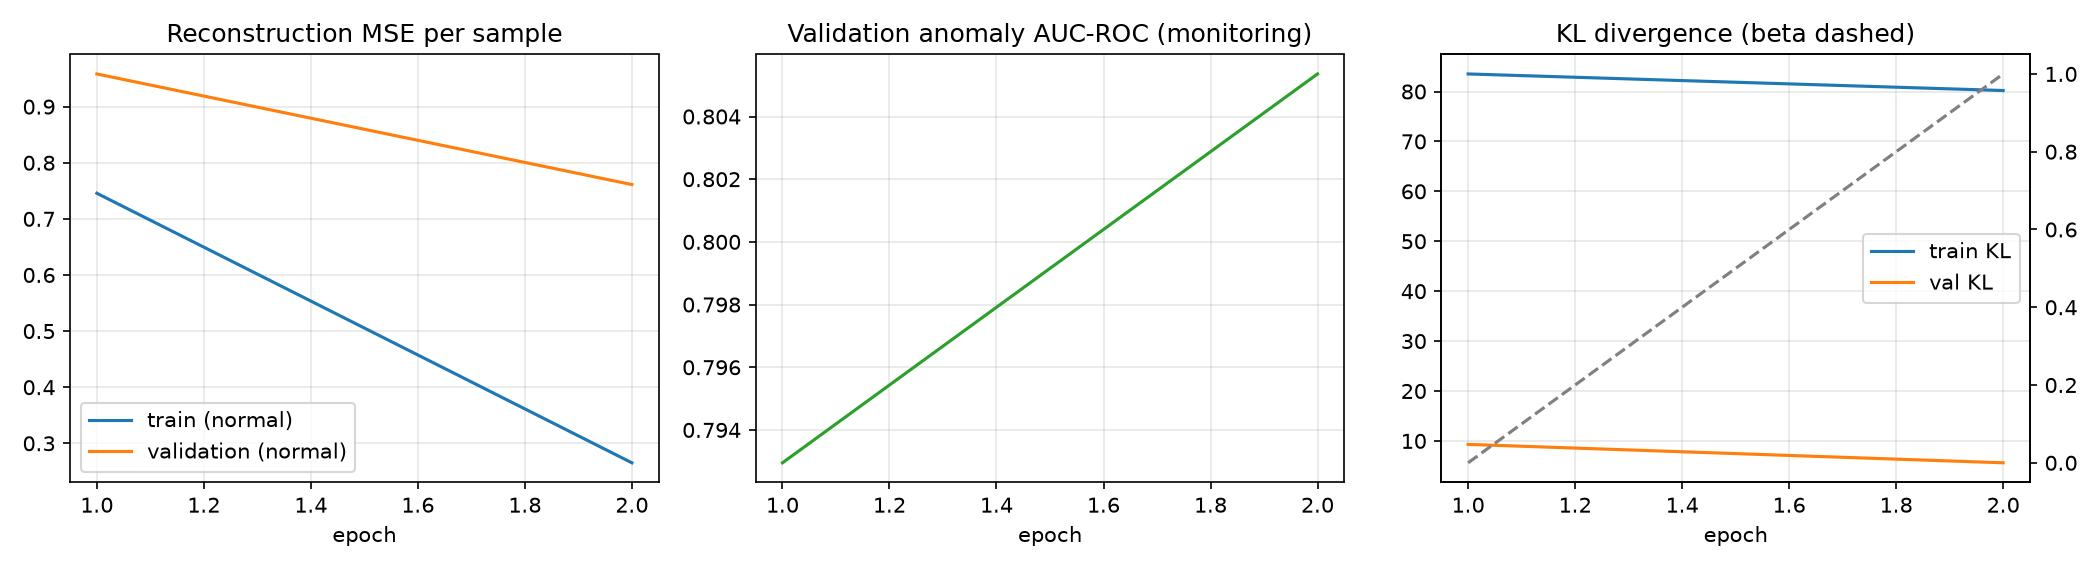 Reconstruction MSE per sample
0.9
0.8
0.7
0.6
0.5
0.4
0.3
train (normal)
validation (normal)
1.0 1.2 1.4 1.6 1.8 2.0
epoch
Validation anomaly AUC-ROC (monitoring)
0.804
0.802
0.800
0.798
0.796
0.794
1.0 1.2 1.4 1.6 1.8 2.0
epoch
KL divergence (beta dashed)
80
70
60
50
40
30
20
10
train KL
val KL
1.0
0.8
0.6
0.4
0.2
0.0
1.0 1.2 1.4 1.6 1.8 2.0
epoch